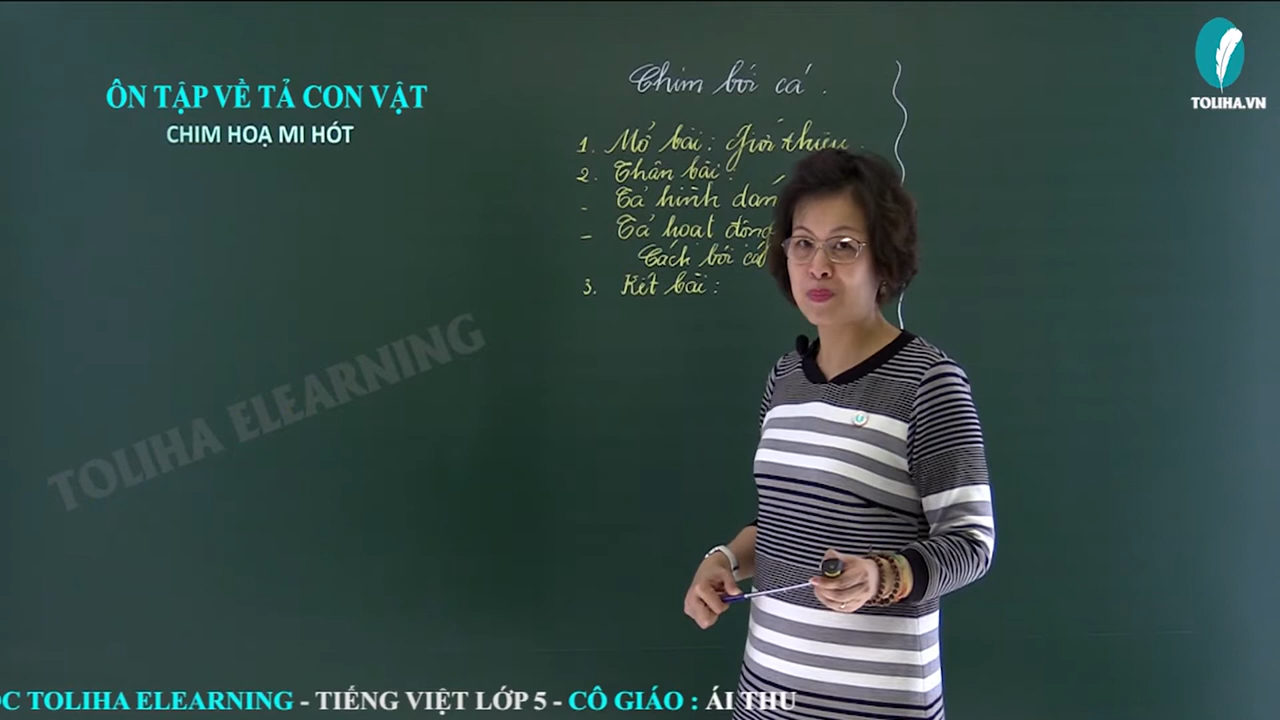 ÔN TẬP VỀ TẢ CON VẬT
CHIM HOẠ MI HÓT
TOLIHA.VN
Chim bói cá.
1. Mở bài: Giới thiệu.
2. Thân bài:
- Tả hình dán
- Tả hoạt động
Cách bói cá
3. Kết bài:
TOLIHA ELEARNING
ỌC TOLIHA ELEARNING - TIẾNG VIỆT LỚP 5 - CÔ GIÁO : ÁI THU